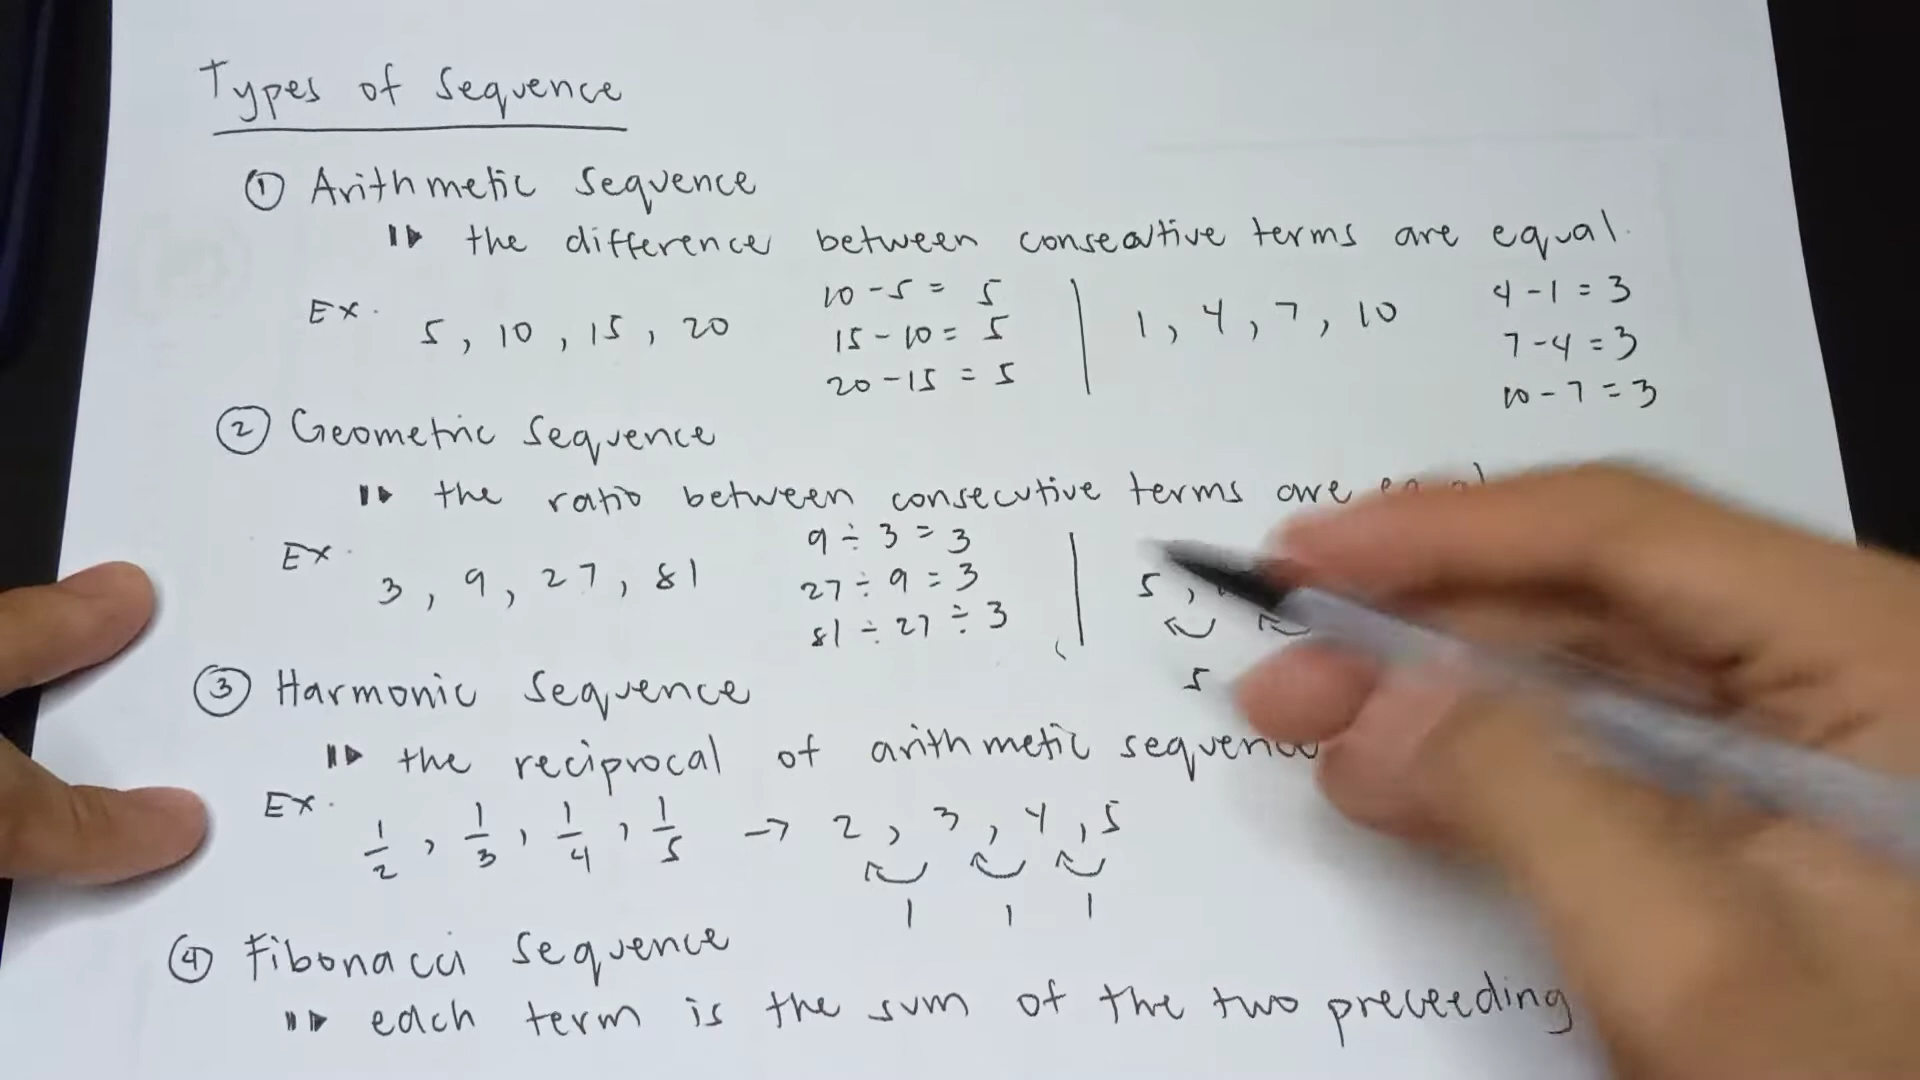 Types of Sequence
① Arithmetic Sequence
the difference between consecutive terms are equal.
Ex. 5, 10, 15, 20
10 - 5 = 5
15 - 10 = 5
20 - 15 = 5
1, 4, 7, 10
4 - 1 = 3
7 - 4 = 3
10 - 7 = 3
② Geometric Sequence
the ratio between consecutive terms are
Ex. 3, 9, 27, 81
9 ÷ 3 = 3
27 ÷ 9 = 3
81 ÷ 27 ÷ 3
5,
5
③ Harmonic Sequence
the reciprocal of arithmetic sequence
Ex. 1/2, 1/3, 1/4, 1/5 → 2, 3, 4, 5
1 1 1
④ Fibonacci Sequence
each term is the sum of the two preceeding